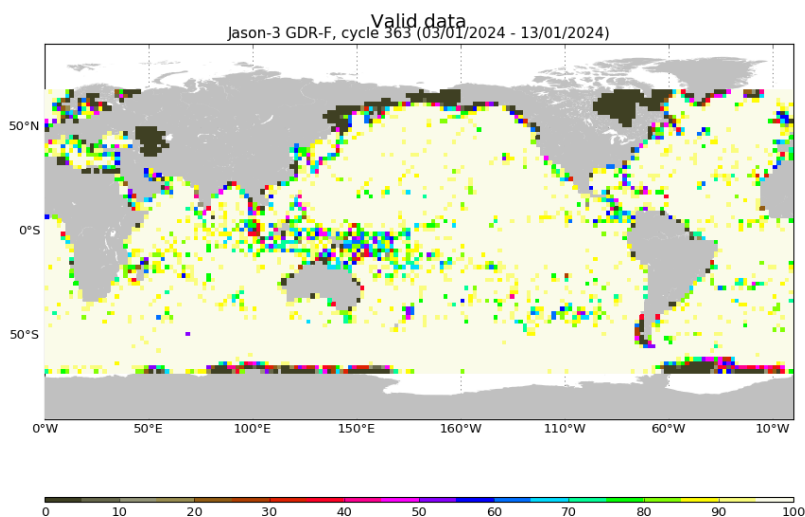 Valid data
Jason-3 GDR-F, cycle 363 (03/01/2024 - 13/01/2024)
50°N
0°S
50°S
0°W 50°E 100°E 150°E 160°W 110°W 60°W 10°W
0 10 20 30 40 50 60 70 80 90 100